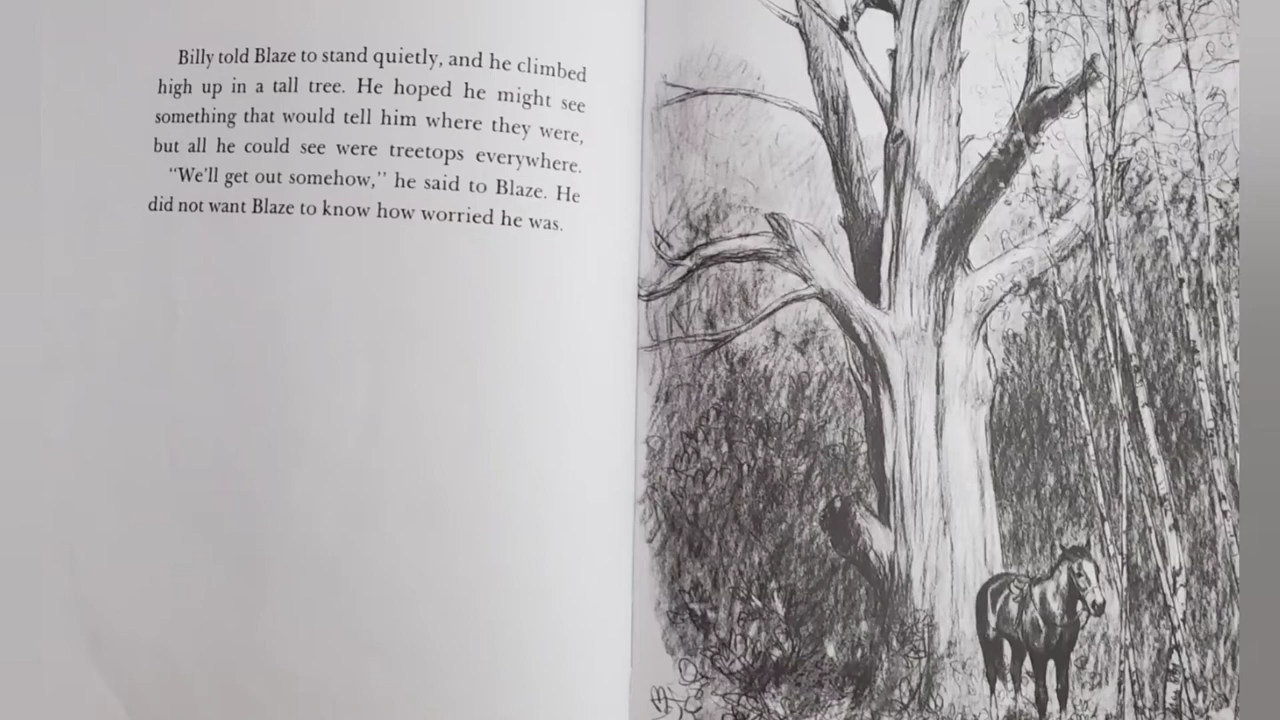 Billy told Blaze to stand quietly, and he climbed
high up in a tall tree. He hoped he might see
something that would tell him where they were,
but all he could see were treetops everywhere.
"We'll get out somehow," he said to Blaze. He
did not want Blaze to know how worried he was.